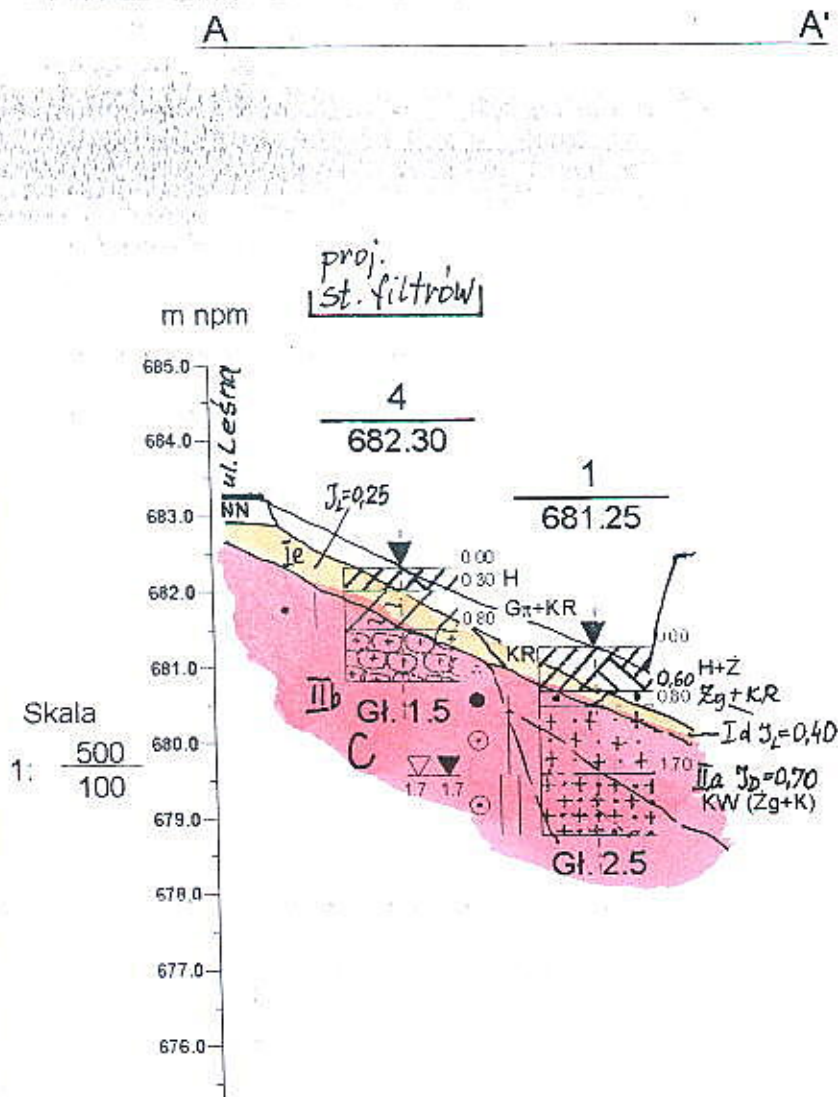 A A'
proj.
st. filtrów
m npm
685.0
684.0
683.0
682.0
681.0
680.0
679.0
678.0
677.0
676.0
ul. Leśna
4
682.30
1
681.25
NN
J_L=0,25
Ie
0.00
0.30 H
Gπ+KR
0.80
KR
0.00
0,60 H+Ż
0.80 Żg+KR
Id J_L=0,40
1.70
IIa J_D=0,70
KW (Żg+K)
IIb
Gł. 1.5
C
1.7 1.7
Gł. 2.5
Skala
1: 500
100